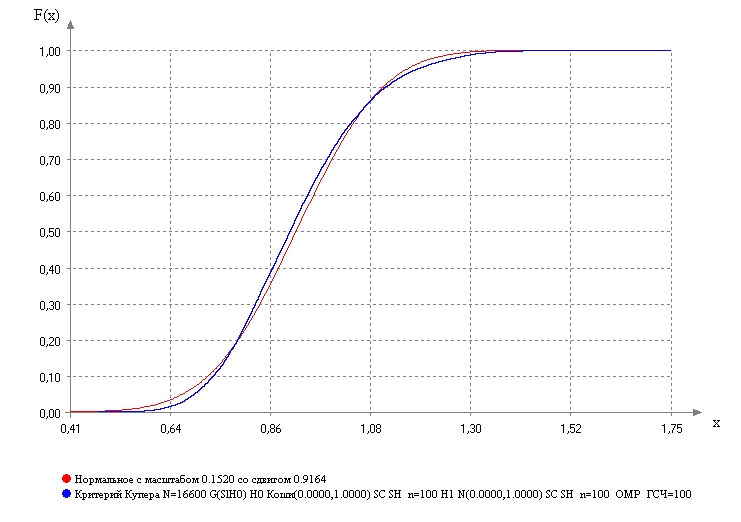 F(x)
1,00
0,90
0,80
0,70
0,60
0,50
0,40
0,30
0,20
0,10
0,00
0,41 0,64 0,86 1,08 1,30 1,52 1,75
x
Нормальное с масштабом 0.1520 со сдвигом 0.9164
Критерий Купера N=16600 G(S|H0) H0 Коши(0.0000,1.0000) SC SH n=100 H1 N(0.0000,1.0000) SC SH n=100 ОМР ГСЧ=100